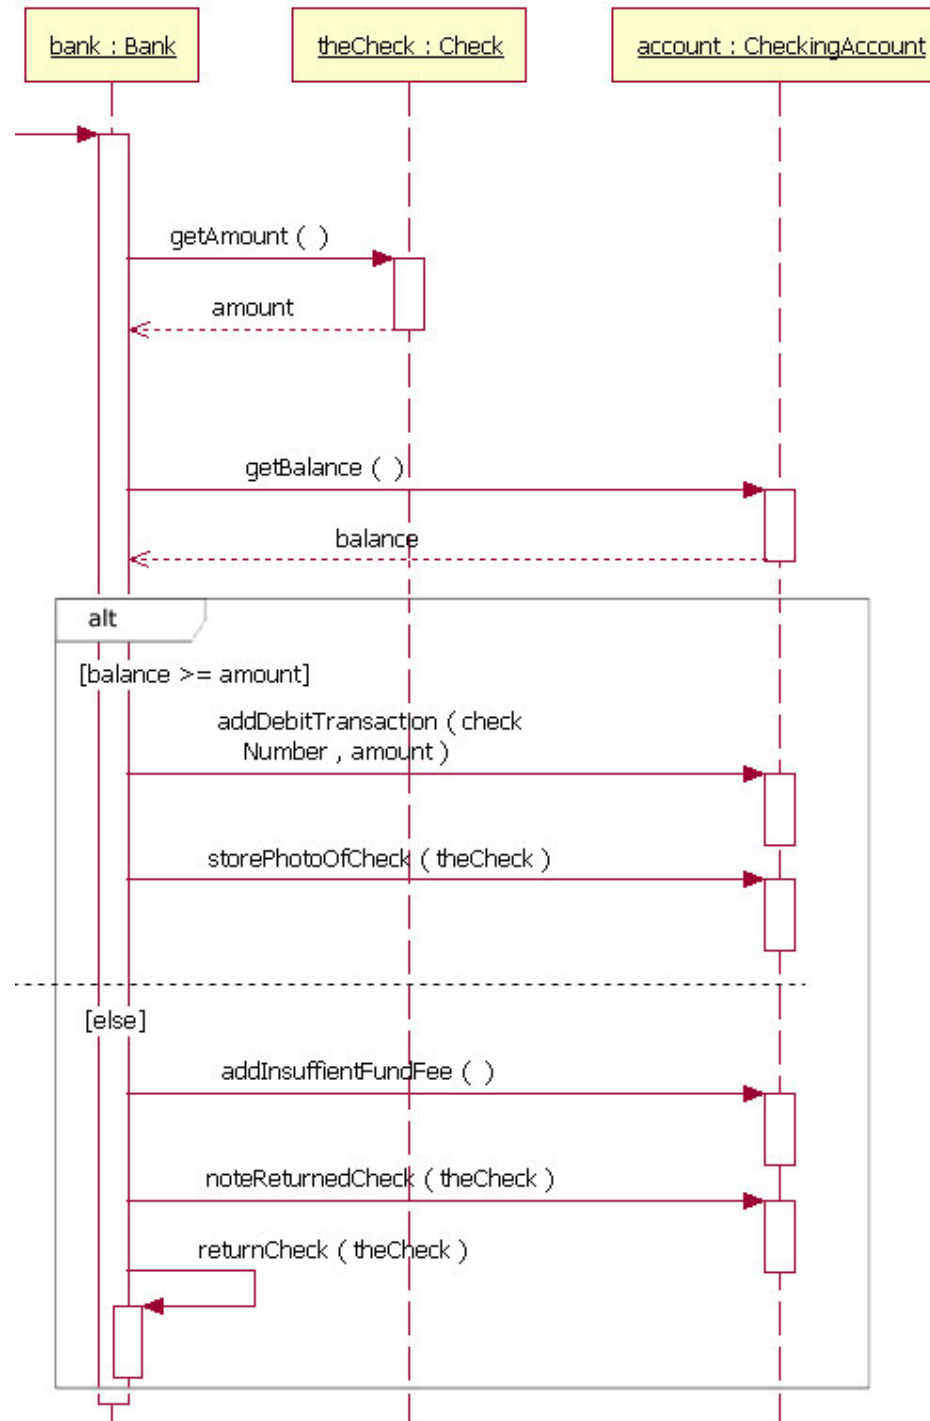 bank : Bank
theCheck : Check
account : CheckingAccount
getAmount ( )
amount
getBalance ( )
balance
alt
[balance >= amount]
addDebitTransaction ( check
Number , amount )
storePhotoOfCheck ( theCheck )
[else]
addInsuffientFundFee ( )
noteReturnedCheck ( theCheck )
returnCheck ( theCheck )